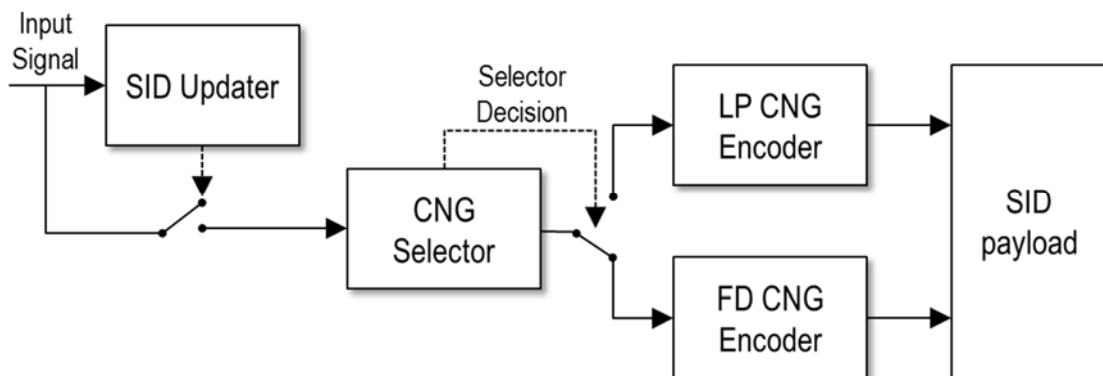 Input
Signal
SID Updater
Selector
Decision
CNG
Selector
LP CNG
Encoder
FD CNG
Encoder
SID
payload